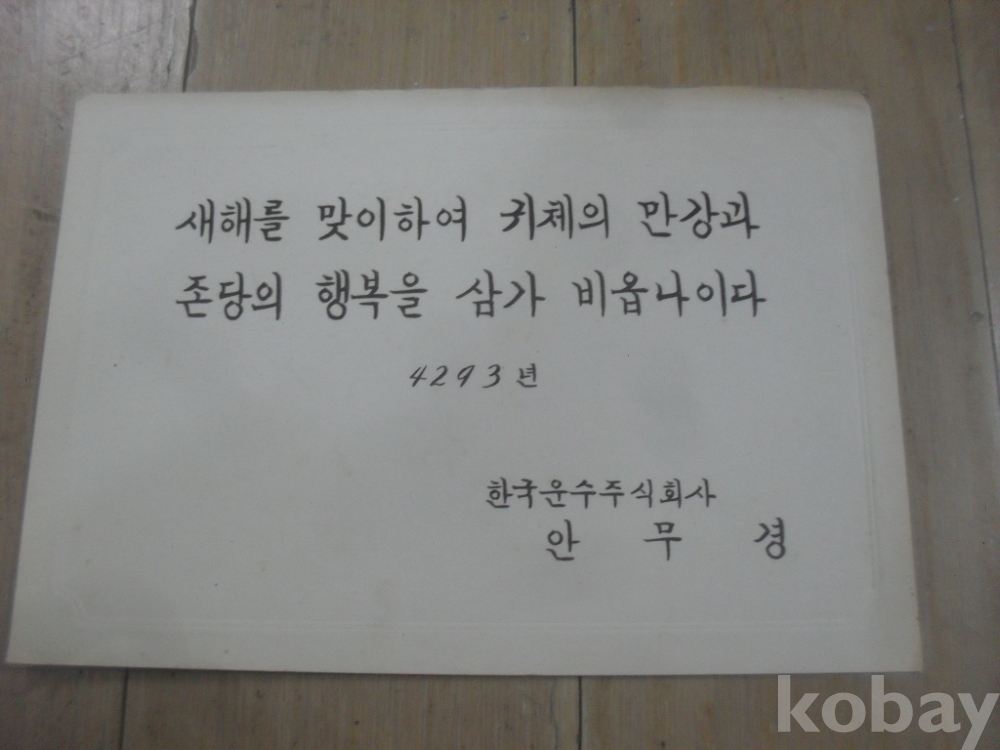 새해를 맞이하여 귀체의 만강과
존당의 행복을 삼가 비옵나이다
4293년
한국운수주식회사
안 무 경
kobay